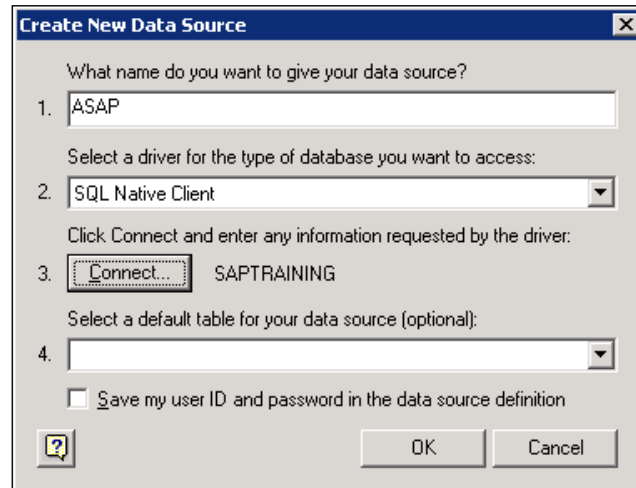 Create New Data Source
What name do you want to give your data source?
1. ASAP
Select a driver for the type of database you want to access:
2. SQL Native Client
Click Connect and enter any information requested by the driver:
3. Connect... SAPTRAINING
Select a default table for your data source (optional):
4.
Save my user ID and password in the data source definition
? OK Cancel